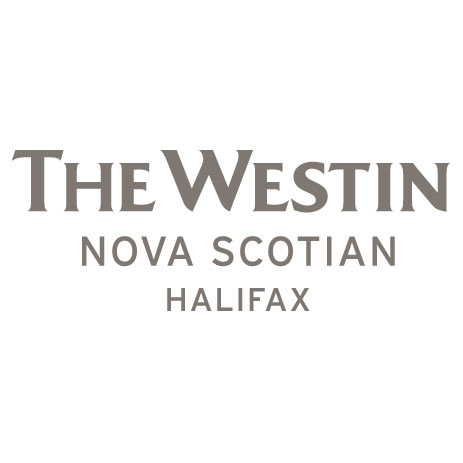 THE WESTIN
NOVA SCOTIAN
HALIFAX